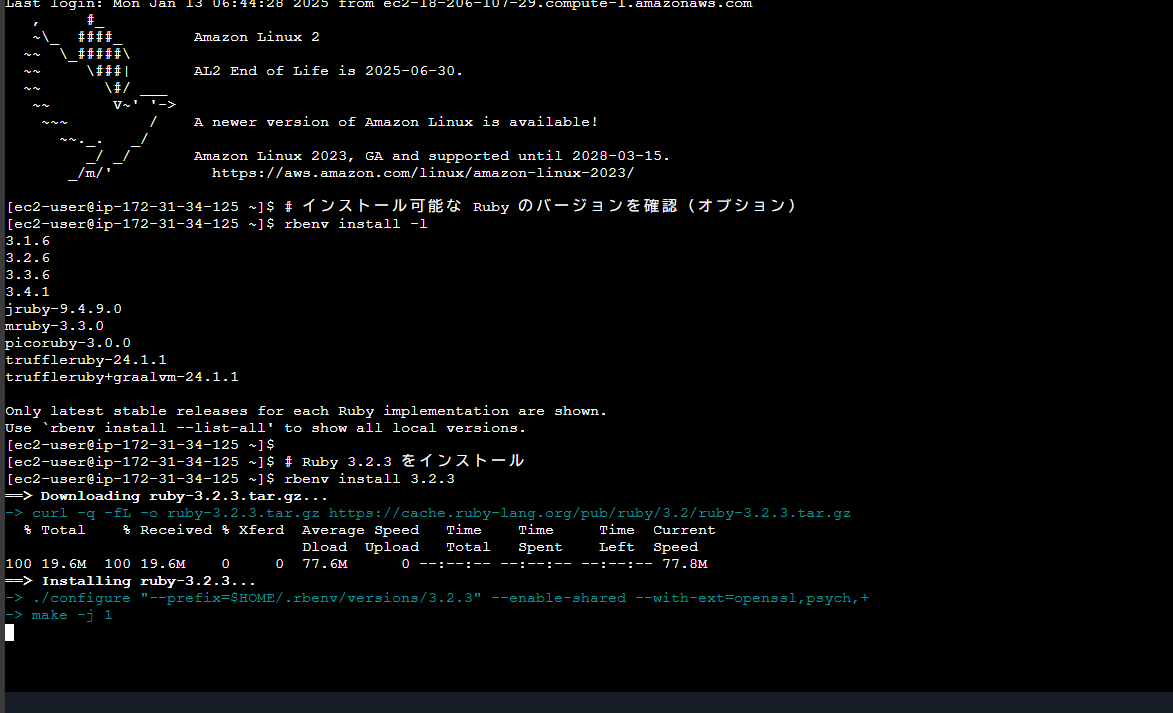 Last login: Mon Jan 13 06:44:28 2025 from ec2-18-206-107-29.compute-1.amazonaws.com
   ,     #_
   ~\_  ####_        Amazon Linux 2
  ~~  \_#####\
  ~~     \###|       AL2 End of Life is 2025-06-30.
  ~~       \#/ ___
   ~~       V~' '->
    ~~~         /    A newer version of Amazon Linux is available!
      ~~._.   _/
         _/ _/       Amazon Linux 2023, GA and supported until 2028-03-15.
       _/m/'           https://aws.amazon.com/linux/amazon-linux-2023/
[ec2-user@ip-172-31-34-125 ~]$ # インストール可能な Ruby のバージョンを確認（オプション）
[ec2-user@ip-172-31-34-125 ~]$ rbenv install -l
3.1.6
3.2.6
3.3.6
3.4.1
jruby-9.4.9.0
mruby-3.3.0
picoruby-3.0.0
truffleruby-24.1.1
truffleruby+graalvm-24.1.1
Only latest stable releases for each Ruby implementation are shown.
Use `rbenv install --list-all' to show all local versions.
[ec2-user@ip-172-31-34-125 ~]$
[ec2-user@ip-172-31-34-125 ~]$ # Ruby 3.2.3 をインストール
[ec2-user@ip-172-31-34-125 ~]$ rbenv install 3.2.3
==> Downloading ruby-3.2.3.tar.gz...
-> curl -q -fL -o ruby-3.2.3.tar.gz https://cache.ruby-lang.org/pub/ruby/3.2/ruby-3.2.3.tar.gz
  % Total    % Received % Xferd  Average Speed   Time    Time     Time  Current
                                 Dload  Upload   Total   Spent    Left  Speed
100 19.6M  100 19.6M    0     0  77.6M      0 --:--:-- --:--:-- --:--:-- 77.8M
==> Installing ruby-3.2.3...
-> ./configure "--prefix=$HOME/.rbenv/versions/3.2.3" --enable-shared --with-ext=openssl,psych,+
-> make -j 1